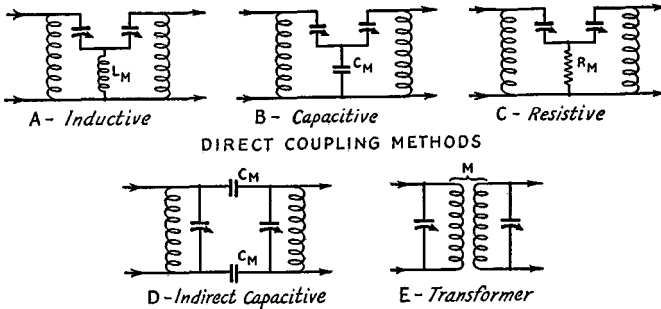 L_M
C_M
R_M
A - Inductive
B - Capacitive
C - Resistive
DIRECT COUPLING METHODS
C_M
M
C_M
D - Indirect Capacitive
E - Transformer